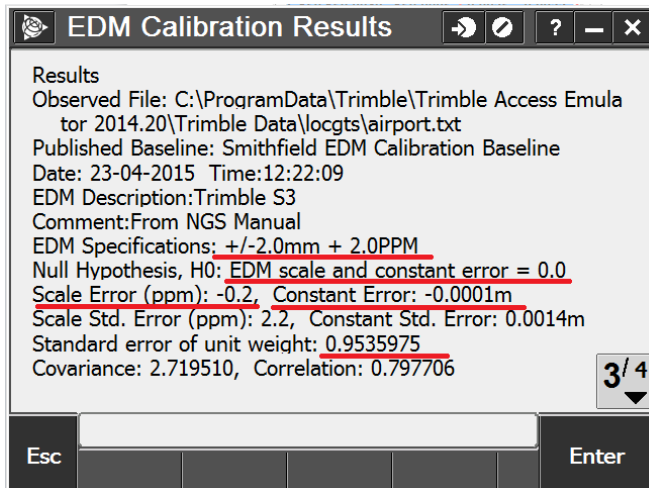 EDM Calibration Results
? — ×
Results
Observed File: C:\ProgramData\Trimble\Trimble Access Emula
tor 2014.20\Trimble Data\locgts\airport.txt
Published Baseline: Smithfield EDM Calibration Baseline
Date: 23-04-2015  Time:12:22:09
EDM Description:Trimble S3
Comment:From NGS Manual
EDM Specifications: +/-2.0mm + 2.0PPM
Null Hypothesis, H0: EDM scale and constant error = 0.0
Scale Error (ppm): -0.2,  Constant Error: -0.0001m
Scale Std. Error (ppm): 2.2,  Constant Std. Error: 0.0014m
Standard error of unit weight: 0.9535975
Covariance: 2.719510,  Correlation: 0.797706
3/4
Esc
Enter